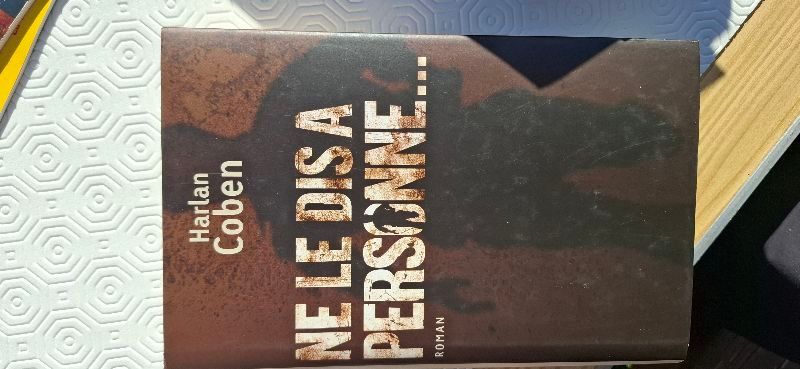 Harlan
Coben
NE LE DIS A
PERSONNE...
ROMAN